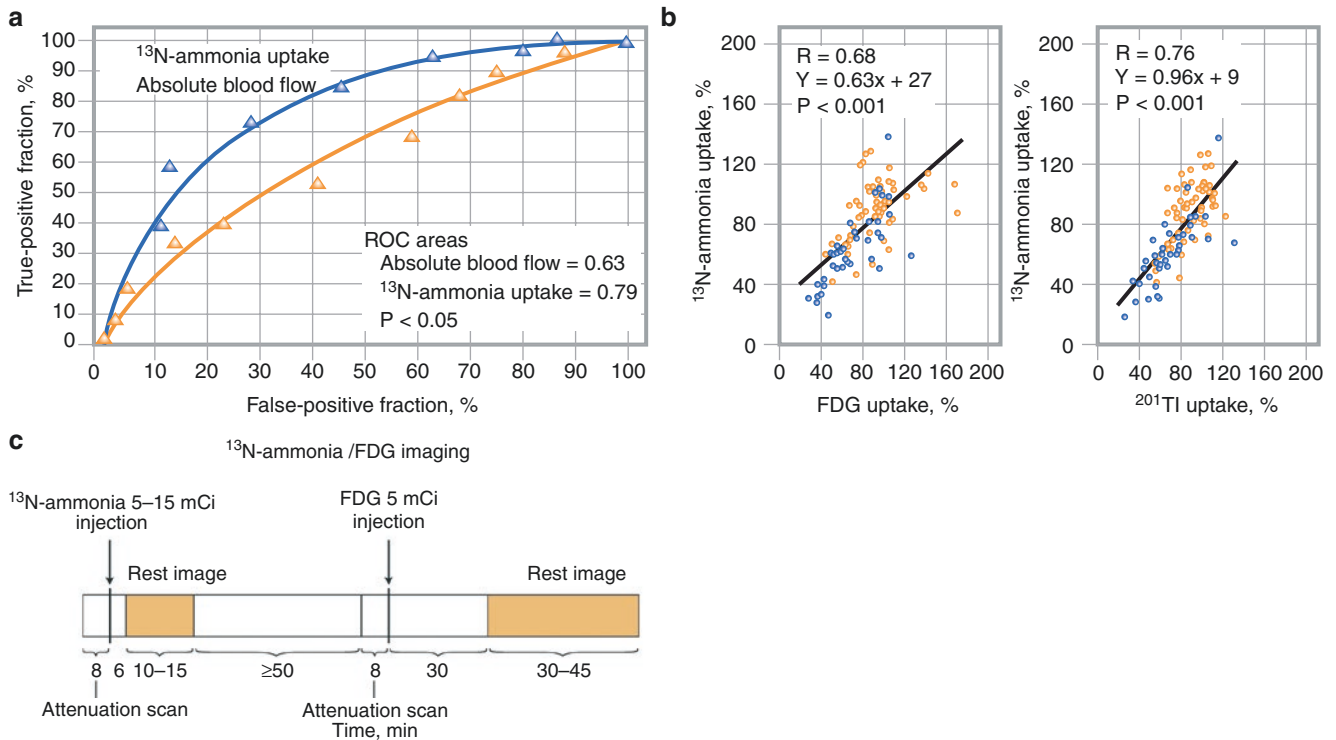 a
100
90
80
70
60
50
40
30
20
10
0
True-positive fraction, %
¹³N-ammonia uptake
Absolute blood flow
ROC areas
Absolute blood flow = 0.63
¹³N-ammonia uptake = 0.79
P < 0.05
0 10 20 30 40 50 60 70 80 90 100
False-positive fraction, %
b
200
160
120
80
40
0
¹³N-ammonia uptake, %
R = 0.68
Y = 0.63x + 27
P < 0.001
0 40 80 120 160 200
FDG uptake, %
200
160
120
80
40
0
¹³N-ammonia uptake, %
R = 0.76
Y = 0.96x + 9
P < 0.001
0 40 80 120 160 200
²⁰¹TI uptake, %
c
¹³N-ammonia /FDG imaging
¹³N-ammonia 5–15 mCi
injection
FDG 5 mCi
injection
Rest image
Rest image
8 6 10–15 ≥50 8 30 30–45
Attenuation scan
Attenuation scan
Time, min